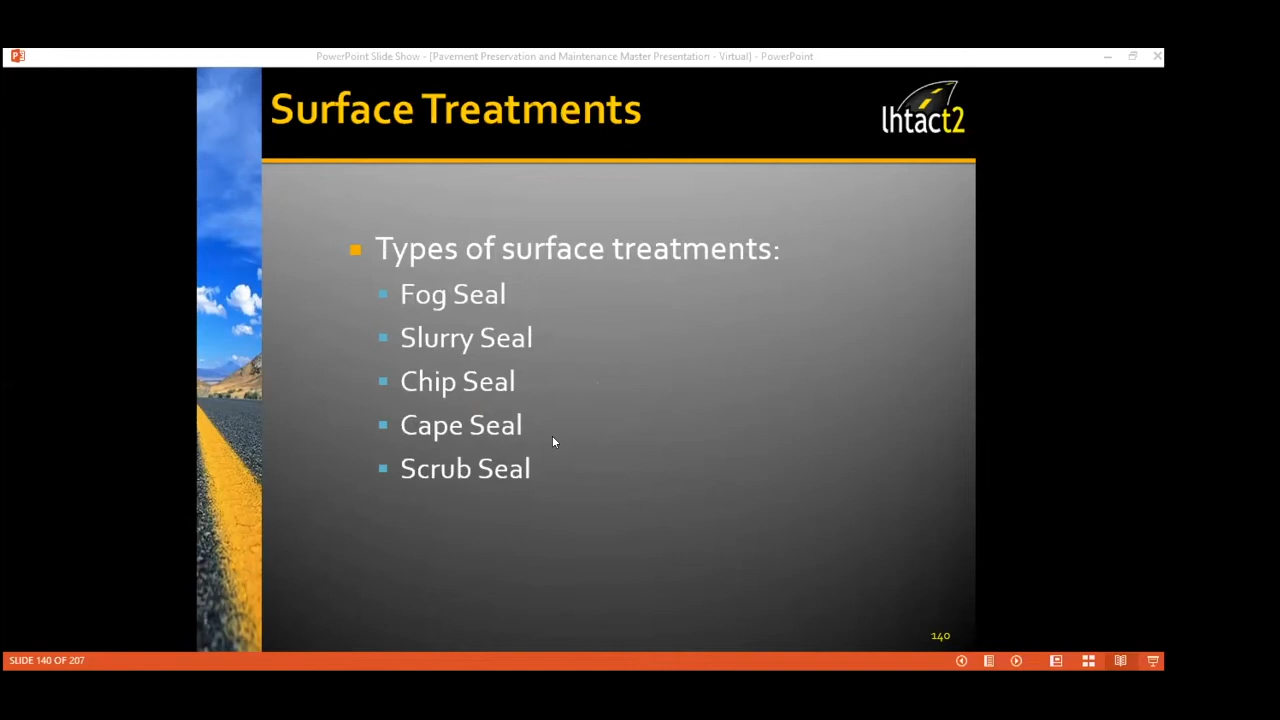 PowerPoint Slide Show - [Pavement Preservation and Maintenance Master Presentation - Virtual] - PowerPoint
Surface Treatments
lhtact2
Types of surface treatments:
Fog Seal
Slurry Seal
Chip Seal
Cape Seal
Scrub Seal
140
SLIDE 140 OF 207